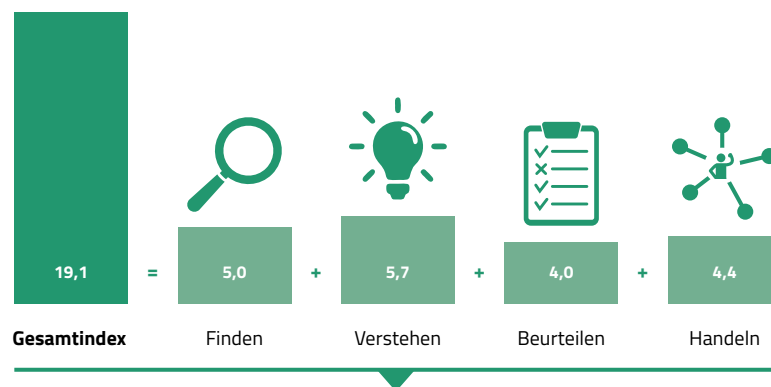 19,1 = 5,0 + 5,7 + 4,0 + 4,4
Gesamtindex Finden Verstehen Beurteilen Handeln